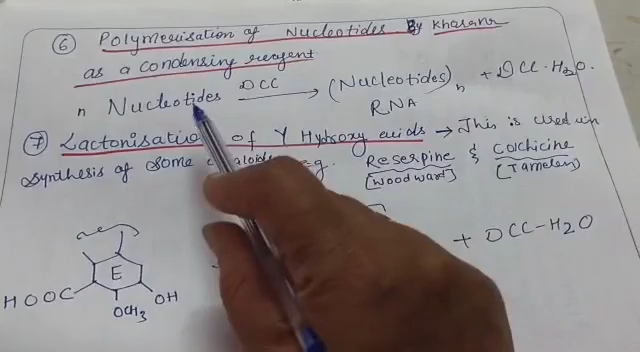 ⑥ Polymerisation of Nucleotides By Khorana
as a condensing reagent
n Nucleotides DCC → (Nucleotides)n + DCC·H2O.
RNA
⑦ Lactonisation of γ Hydroxy acids → This is used in
synthesis of some e.g. Reserpine & Colchicine
[Woodward] [Tamelen]
+ DCC-H2O
E
HOOC OH
OCH3